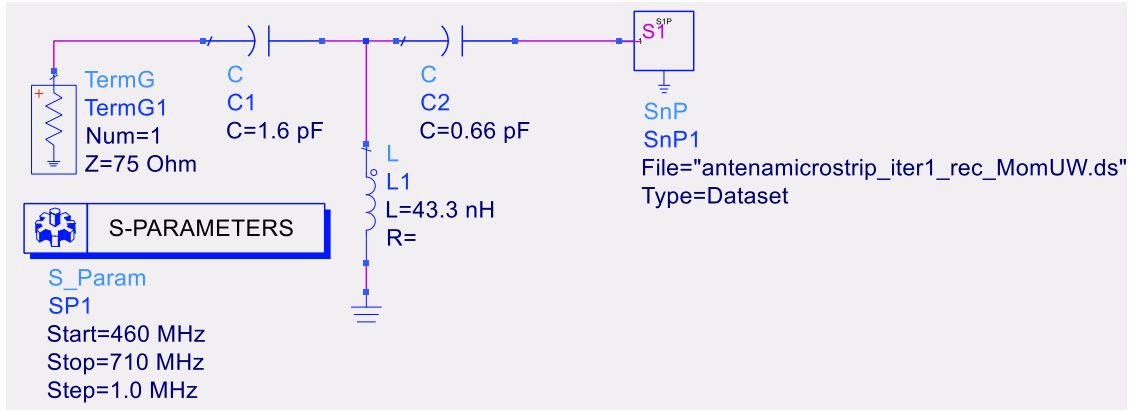 S1P
S1
1
+
TermG
TermG1
Num=1
Z=75 Ohm
C
C1
C=1.6 pF
C
C2
C=0.66 pF
L
L1
L=43.3 nH
R=
SnP
SnP1
File="antenamicrostrip_iter1_rec_MomUW.ds"
Type=Dataset
S-PARAMETERS
S_Param
SP1
Start=460 MHz
Stop=710 MHz
Step=1.0 MHz